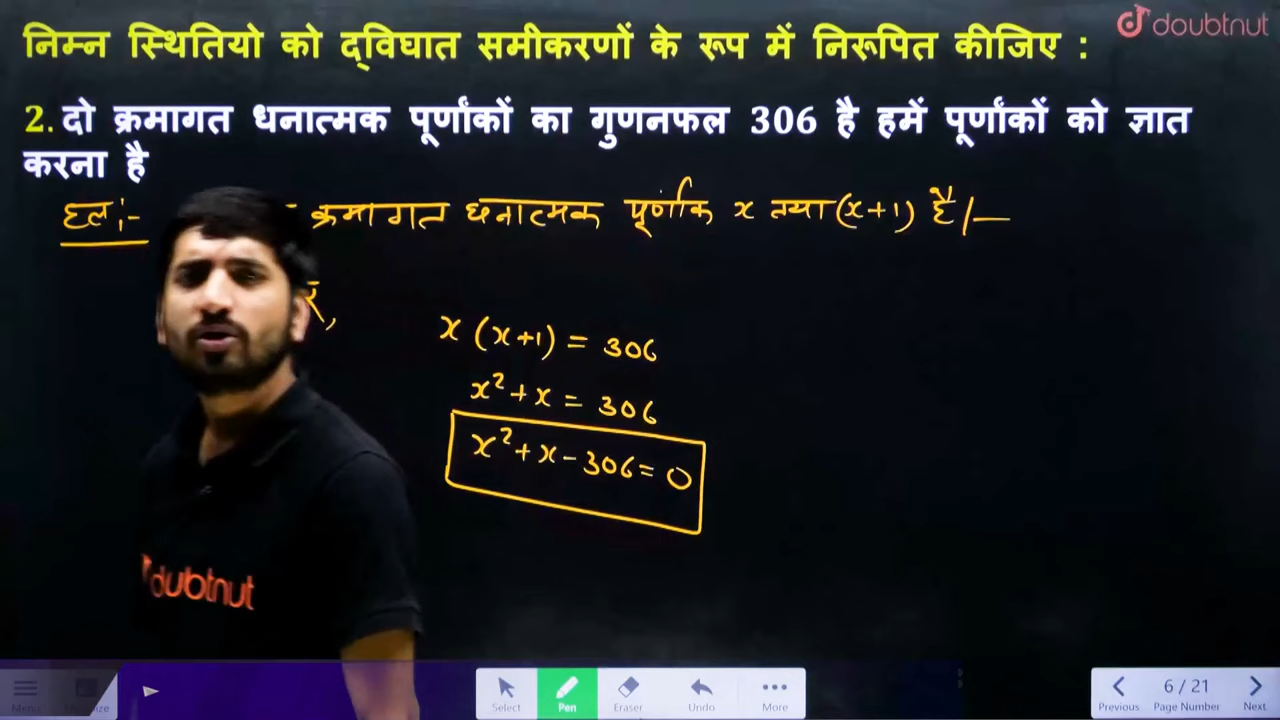 doubtnut
निम्न स्थितियो को द्विघात समीकरणों के रूप में निरूपित कीजिए :
2. दो क्रमागत धनात्मक पूर्णांकों का गुणनफल 306 है हमें पूर्णांकों को ज्ञात
करना है
हल:- क्रमागत धनात्मक पूर्णांक x तथा (x+1) है।—
x (x+1) = 306
x² + x = 306
x² + x - 306 = 0
doubtnut
Menu
Select
Pen
Eraser
Undo
More
Previous
6 / 21
Page Number
Next